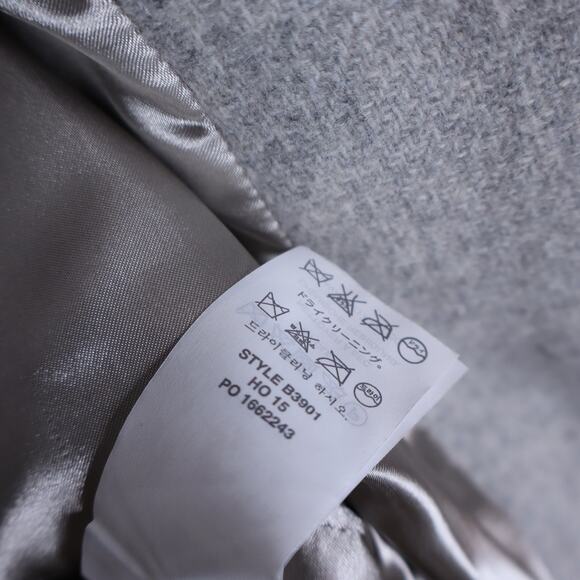 ドライクリーニング。
드라이클리닝 하시오.
STYLE B3901
HO 15
PO 1662243